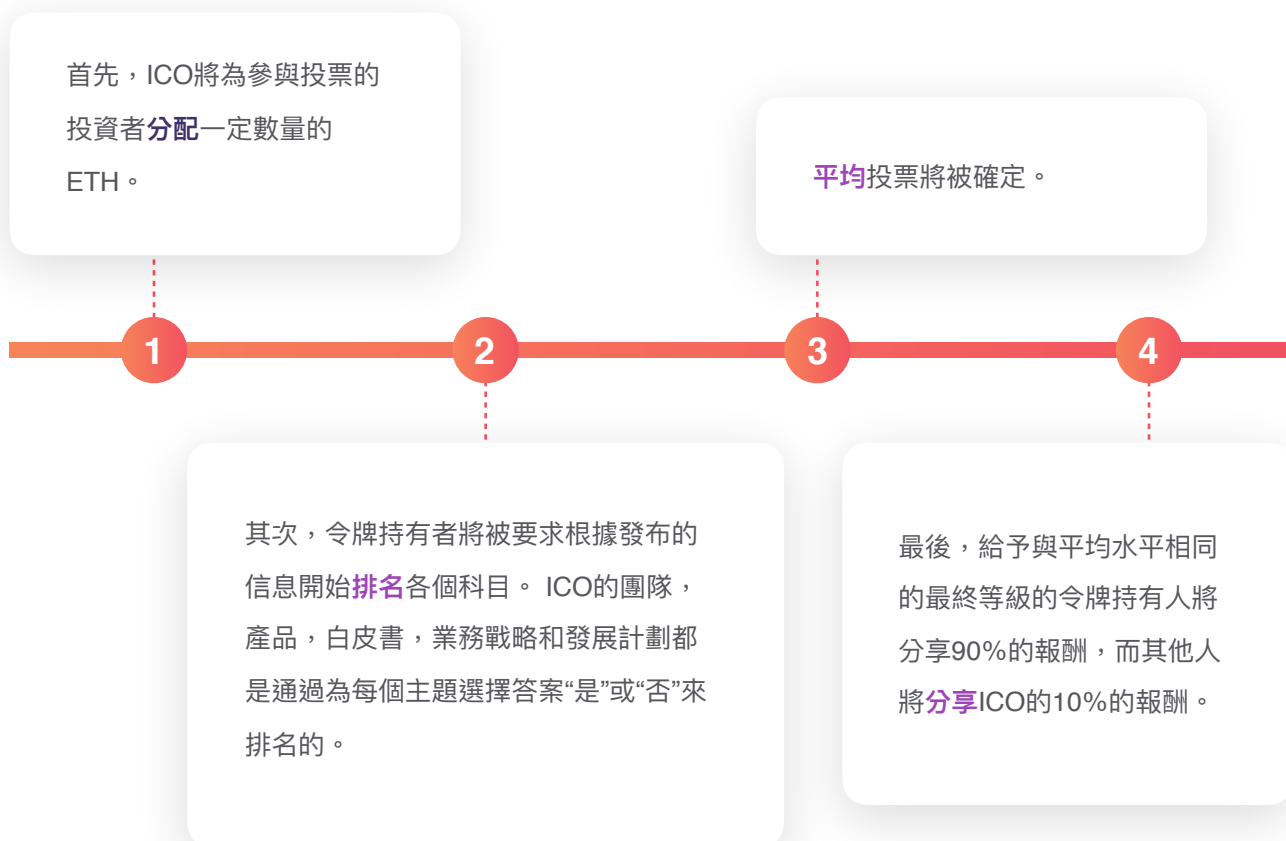 首先，ICO將為參與投票的
投資者分配一定數量的
ETH。
平均投票將被確定。
1
2
3
4
其次，令牌持有者將被要求根據發布的
信息開始排名各個科目。 ICO的團隊，
產品，白皮書，業務戰略和發展計劃都
是通過為每個主題選擇答案“是”或“否”來
排名的。
最後，給予與平均水平相同
的最終等級的令牌持有人將
分享90%的報酬，而其他人
將分享ICO的10%的報酬。